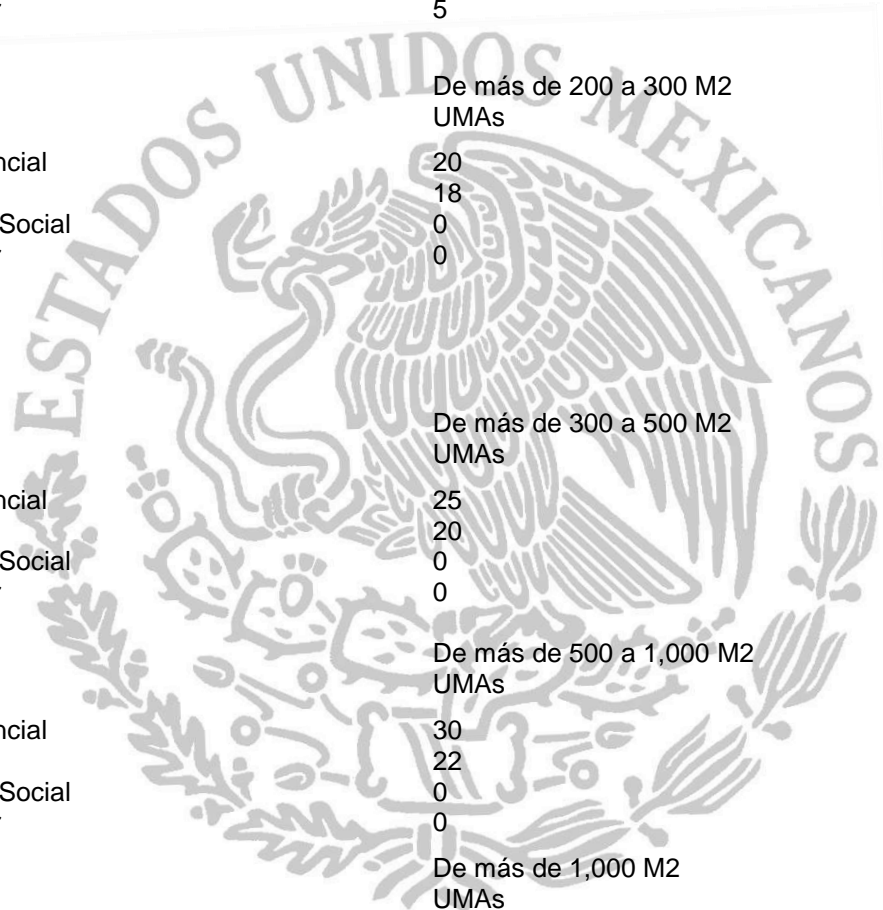 5
De más de 200 a 300 M2
UMAs
ncial 20
18
Social 0
0
De más de 300 a 500 M2
UMAs
ncial 25
20
Social 0
0
De más de 500 a 1,000 M2
UMAs
ncial 30
22
Social 0
0
De más de 1,000 M2
UMAs
ESTADOS UNIDOS MEXICANOS